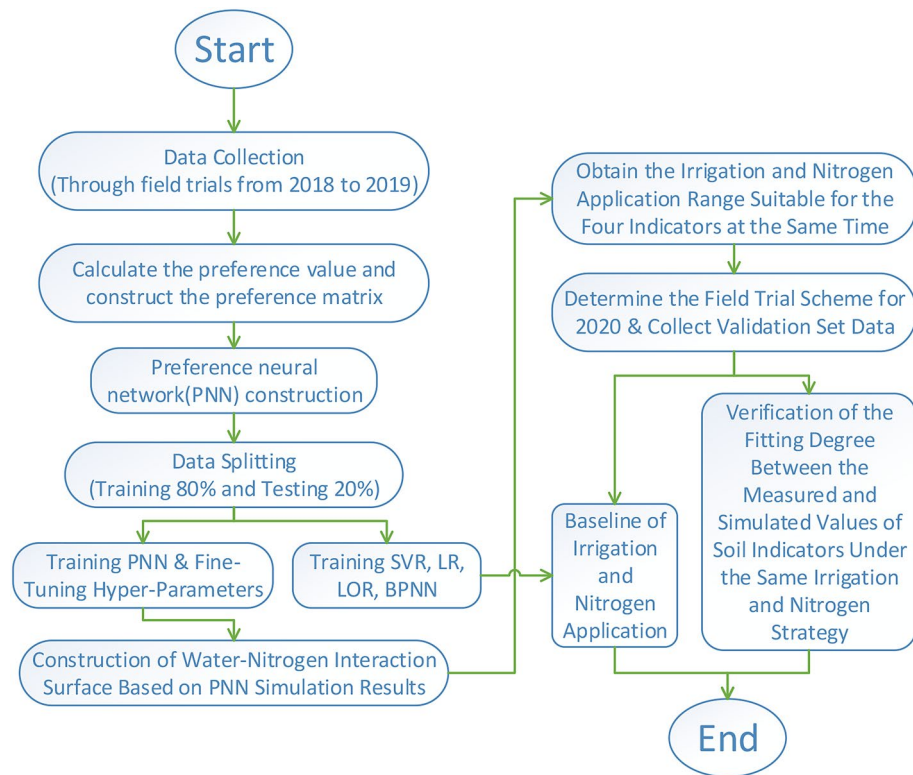 Start
Data Collection
(Through field trials from 2018 to 2019)
Calculate the preference value and
construct the preference matrix
Preference neural
network(PNN) construction
Data Splitting
(Training 80% and Testing 20%)
Training PNN & Fine-
Tuning Hyper-Parameters
Training SVR, LR,
LOR, BPNN
Construction of Water-Nitrogen Interaction
Surface Based on PNN Simulation Results
Obtain the Irrigation and Nitrogen
Application Range Suitable for the
Four Indicators at the Same Time
Determine the Field Trial Scheme for
2020 & Collect Validation Set Data
Baseline of
Irrigation
and
Nitrogen
Application
Verification of the
Fitting Degree
Between the
Measured and
Simulated Values of
Soil Indicators Under
the Same Irrigation
and Nitrogen
Strategy
End